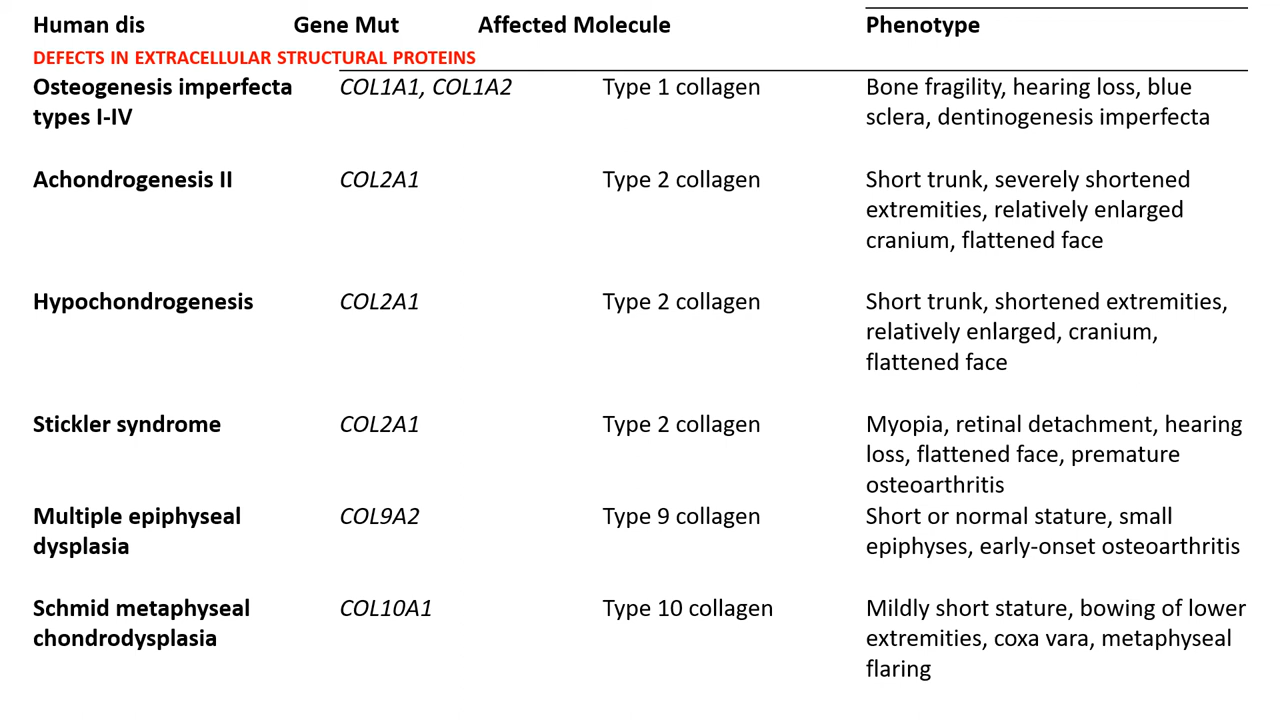 Human dis Gene Mut Affected Molecule Phenotype
DEFECTS IN EXTRACELLULAR STRUCTURAL PROTEINS
Osteogenesis imperfecta COL1A1, COL1A2 Type 1 collagen Bone fragility, hearing loss, blue
types I-IV sclera, dentinogenesis imperfecta
Achondrogenesis II COL2A1 Type 2 collagen Short trunk, severely shortened
extremities, relatively enlarged
cranium, flattened face
Hypochondrogenesis COL2A1 Type 2 collagen Short trunk, shortened extremities,
relatively enlarged, cranium,
flattened face
Stickler syndrome COL2A1 Type 2 collagen Myopia, retinal detachment, hearing
loss, flattened face, premature
osteoarthritis
Multiple epiphyseal COL9A2 Type 9 collagen Short or normal stature, small
dysplasia epiphyses, early-onset osteoarthritis
Schmid metaphyseal COL10A1 Type 10 collagen Mildly short stature, bowing of lower
chondrodysplasia extremities, coxa vara, metaphyseal
flaring